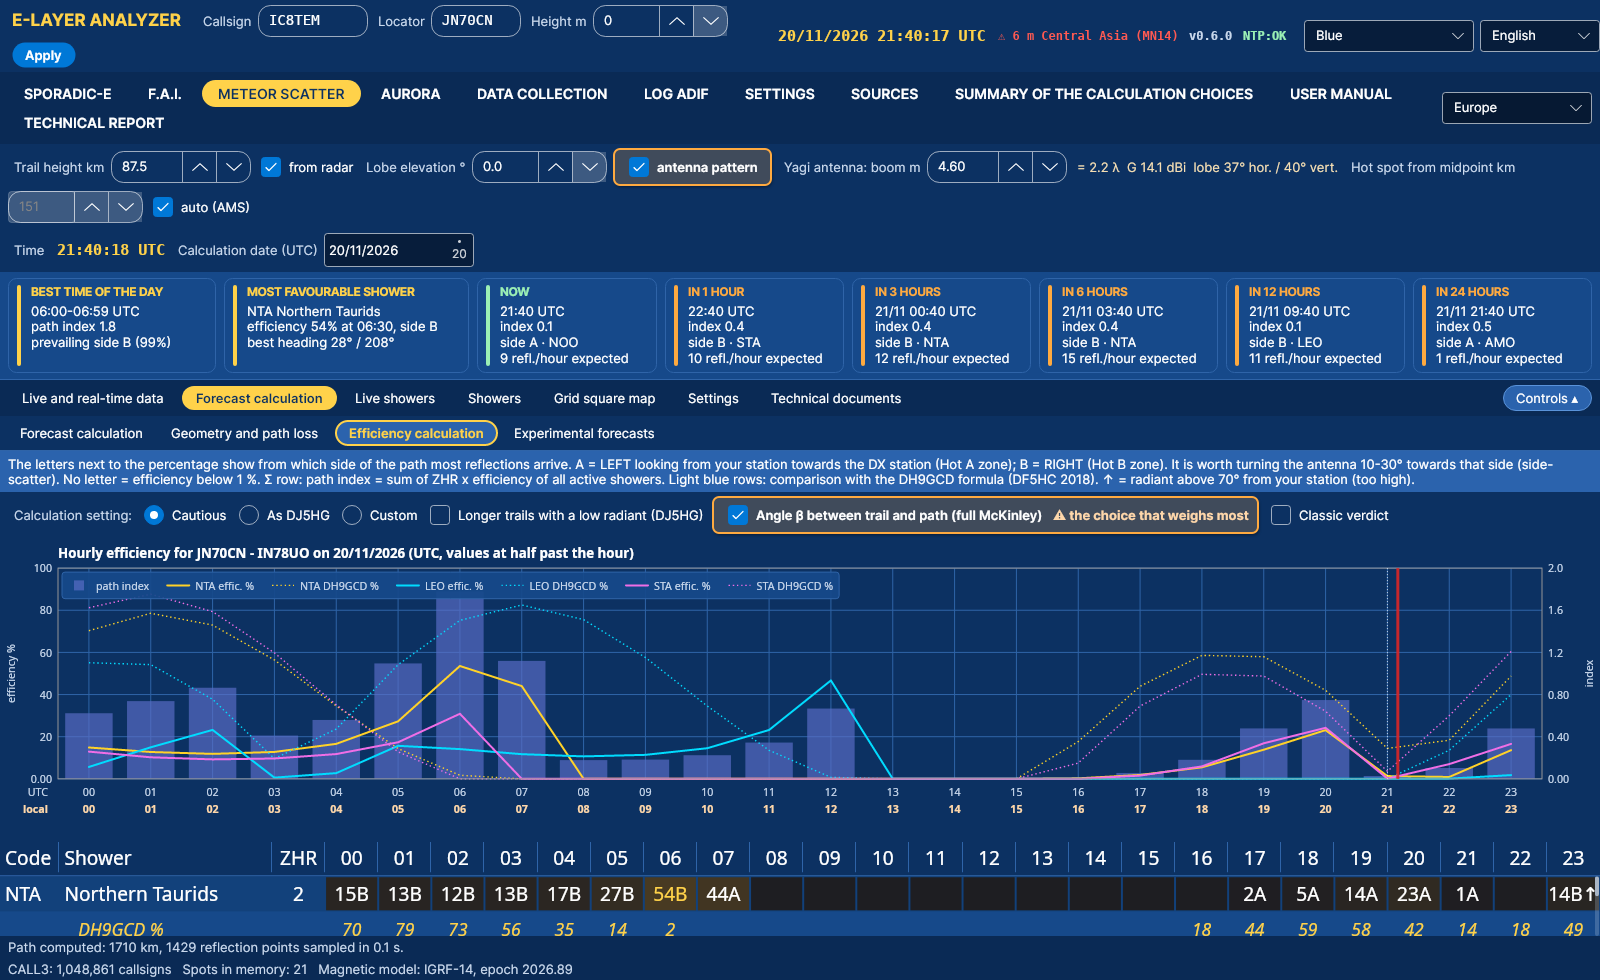 E-LAYER ANALYZER Callsign IC8TEM Locator JN70CN Height m 0
20/11/2026 21:40:17 UTC ⚠ 6 m Central Asia (MN14) v0.6.0 NTP:OK Blue English
Apply
SPORADIC-E F.A.I. METEOR SCATTER AURORA DATA COLLECTION LOG ADIF SETTINGS SOURCES SUMMARY OF THE CALCULATION CHOICES USER MANUAL
TECHNICAL REPORT
Europe
Trail height km 87.5 from radar Lobe elevation ° 0.0 antenna pattern Yagi antenna: boom m 4.60 = 2.2 λ G 14.1 dBi lobe 37° hor. / 40° vert. Hot spot from midpoint km
151 auto (AMS)
Time 21:40:18 UTC Calculation date (UTC) 20/11/2026 20
BEST TIME OF THE DAY
06:00-06:59 UTC
path index 1.8
prevailing side B (99%)
MOST FAVOURABLE SHOWER
NTA Northern Taurids
efficiency 54% at 06:30, side B
best heading 28° / 208°
NOW
21:40 UTC
index 0.1
side A · NOO
9 refl./hour expected
IN 1 HOUR
22:40 UTC
index 0.4
side B · STA
10 refl./hour expected
IN 3 HOURS
21/11 00:40 UTC
index 0.4
side B · NTA
12 refl./hour expected
IN 6 HOURS
21/11 03:40 UTC
index 0.4
side B · NTA
15 refl./hour expected
IN 12 HOURS
21/11 09:40 UTC
index 0.1
side B · LEO
11 refl./hour expected
IN 24 HOURS
21/11 21:40 UTC
index 0.5
side A · AMO
1 refl./hour expected
Live and real-time data Forecast calculation Live showers Showers Grid square map Settings Technical documents Controls ▴
Forecast calculation Geometry and path loss Efficiency calculation Experimental forecasts
The letters next to the percentage show from which side of the path most reflections arrive. A = LEFT looking from your station towards the DX station (Hot A zone); B = RIGHT (Hot B zone). It is worth turning the antenna 10-30° towards that side (side-
scatter). No letter = efficiency below 1 %. Σ row: path index = sum of ZHR x efficiency of all active showers. Light blue rows: comparison with the DH9GCD formula (DF5HC 2018). ↑ = radiant above 70° from your station (too high).
Calculation setting: Cautious As DJ5HG Custom Longer trails with a low radiant (DJ5HG) Angle β between trail and path (full McKinley) ⚠ the choice that weighs most Classic verdict
Hourly efficiency for JN70CN - IN78UO on 20/11/2026 (UTC, values at half past the hour)
path index NTA effic. % NTA DH9GCD % LEO effic. % LEO DH9GCD % STA effic. % STA DH9GCD %
efficiency %
100
80
60
40
20
0.00
2.0
1.6
1.2
0.80
0.40
0.00
index
UTC 00 01 02 03 04 05 06 07 08 09 10 11 12 13 14 15 16 17 18 19 20 21 22 23
local 00 01 02 03 04 05 06 07 08 09 10 11 12 13 14 15 16 17 18 19 20 21 22 23
Code Shower ZHR 00 01 02 03 04 05 06 07 08 09 10 11 12 13 14 15 16 17 18 19 20 21 22 23
NTA Northern Taurids 2 15B 13B 12B 13B 17B 27B 54B 44A 2A 5A 14A 23A 1A 14B↑
DH9GCD % 70 79 73 56 35 14 2 18 44 59 58 42 14 18 49
Path computed: 1710 km, 1429 reflection points sampled in 0.1 s.
CALL3: 1,048,861 callsigns Spots in memory: 21 Magnetic model: IGRF-14, epoch 2026.89